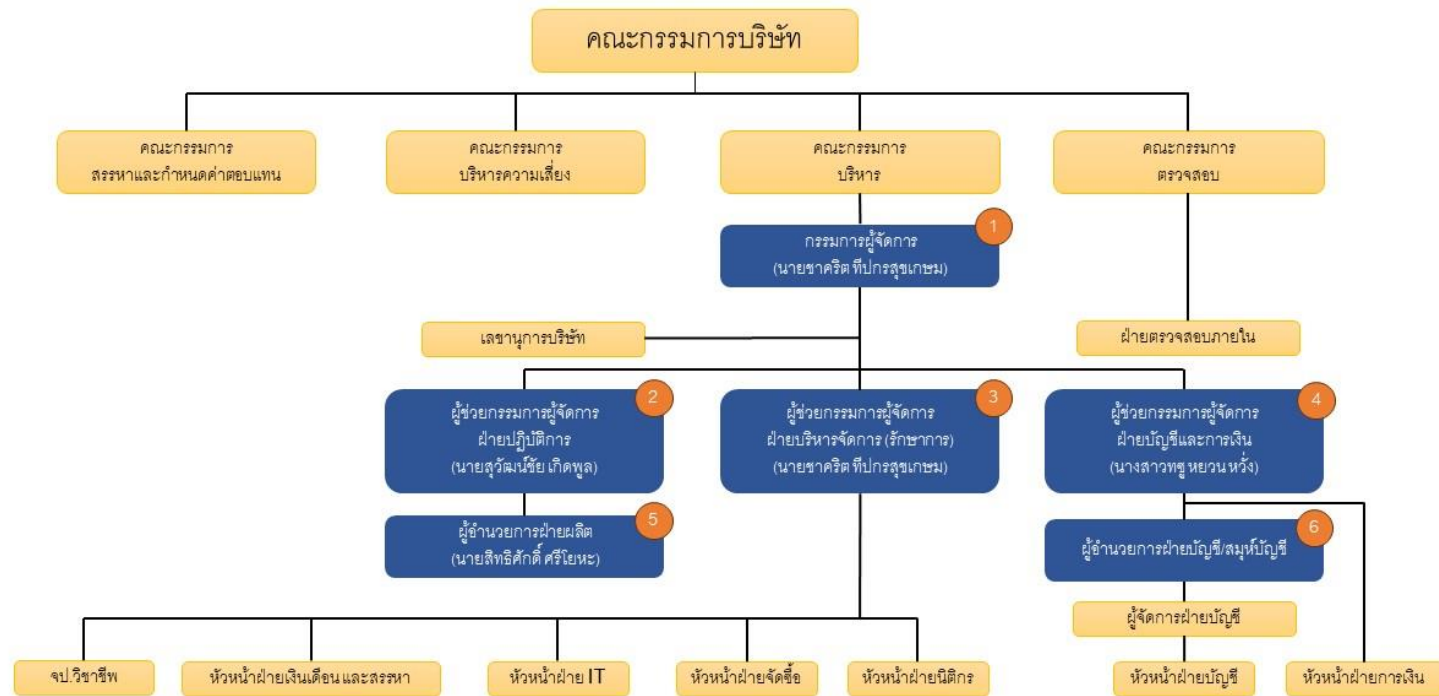 คณะกรรมการบริษัท
คณะกรรมการ
สรรหาและกำหนดค่าตอบแทน
คณะกรรมการ
บริหารความเสี่ยง
คณะกรรมการ
บริหาร
คณะกรรมการ
ตรวจสอบ
1
กรรมการผู้จัดการ
(นายชาคริต ทีปกรสุขเกษม)
เลขานุการบริษัท
ฝ่ายตรวจสอบภายใน
2
ผู้ช่วยกรรมการผู้จัดการ
ฝ่ายปฏิบัติการ
(นายสุวัฒน์ชัย เกิดพูล)
3
ผู้ช่วยกรรมการผู้จัดการ
ฝ่ายบริหารจัดการ (รักษาการ)
(นายชาคริต ทีปกรสุขเกษม)
4
ผู้ช่วยกรรมการผู้จัดการ
ฝ่ายบัญชีและการเงิน
(นางสาวทซู หยวน หวั่ง)
5
ผู้อำนวยการฝ่ายผลิต
(นายสิทธิศักดิ์ ศรีโยหะ)
6
ผู้อำนวยการฝ่ายบัญชี/สมุห์บัญชี
ผู้จัดการฝ่ายบัญชี
จป.วิชาชีพ
หัวหน้าฝ่ายเงินเดือน และสรรหา
หัวหน้าฝ่าย IT
หัวหน้าฝ่ายจัดซื้อ
หัวหน้าฝ่ายนิติกร
หัวหน้าฝ่ายบัญชี
หัวหน้าฝ่ายการเงิน